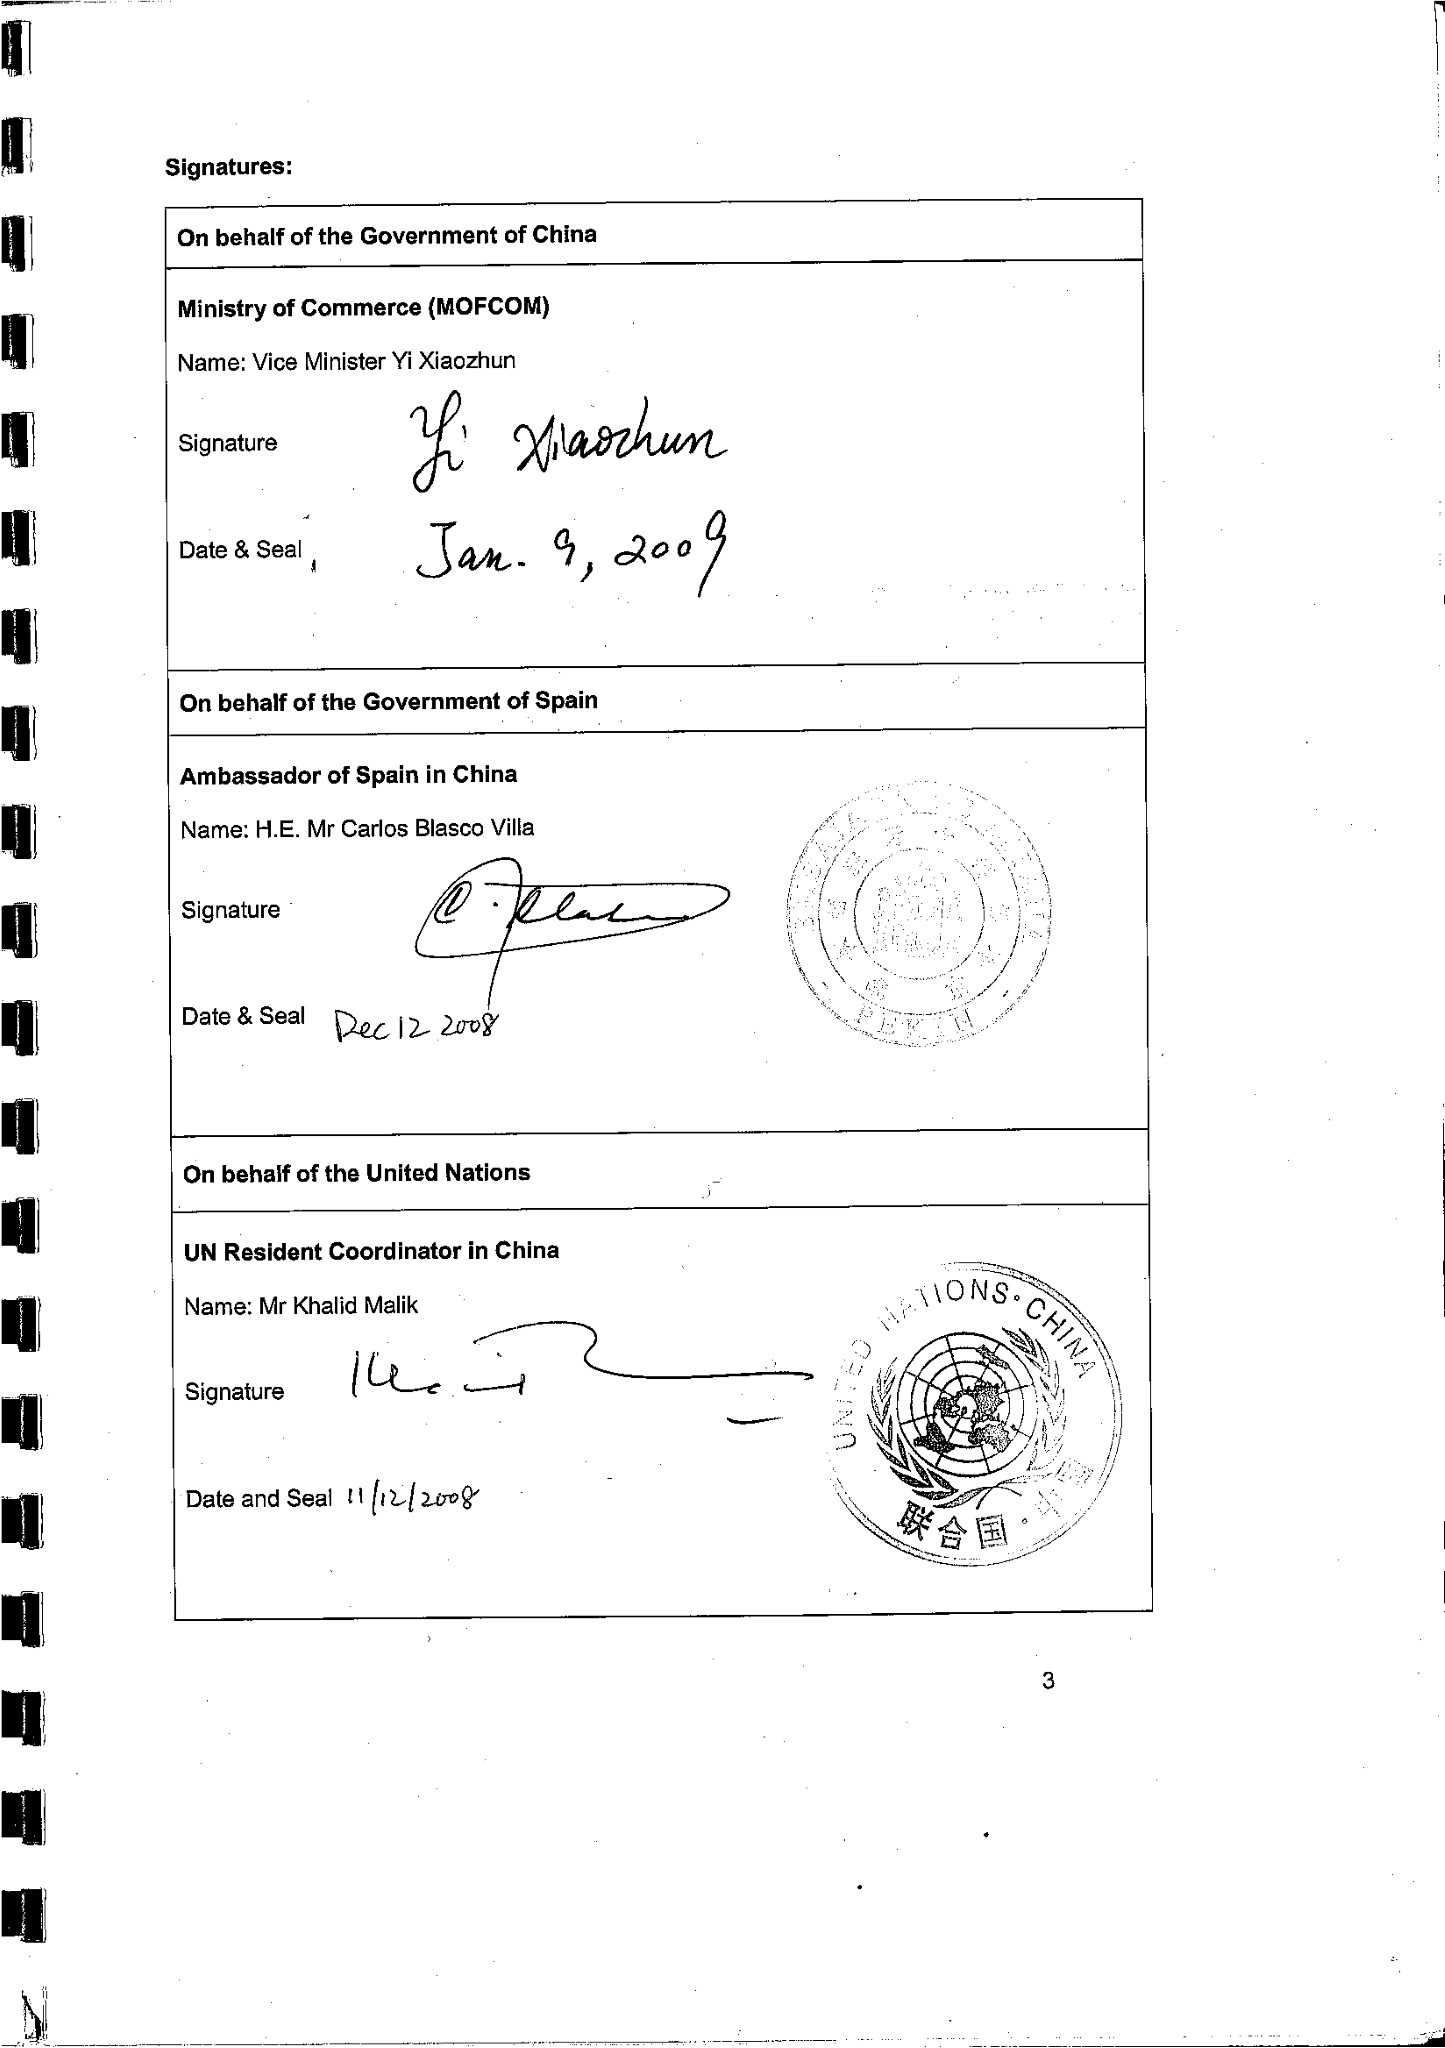 Signatures:
On behalf of the Government of China
Ministry of Commerce (MOFCOM)
Name: Vice Minister Yi Xiaozhun
Signature Yi Xiaozhun
Date & Seal Jan. 9, 2009
On behalf of the Government of Spain
Ambassador of Spain in China
Name: H.E. Mr Carlos Blasco Villa
Signature
Date & Seal Dec 12 2008
PEKIN
On behalf of the United Nations
UN Resident Coordinator in China
Name: Mr Khalid Malik
Signature
Date and Seal 11/12/2008
UNITED NATIONS · CHINA
联合国 · 中国
3